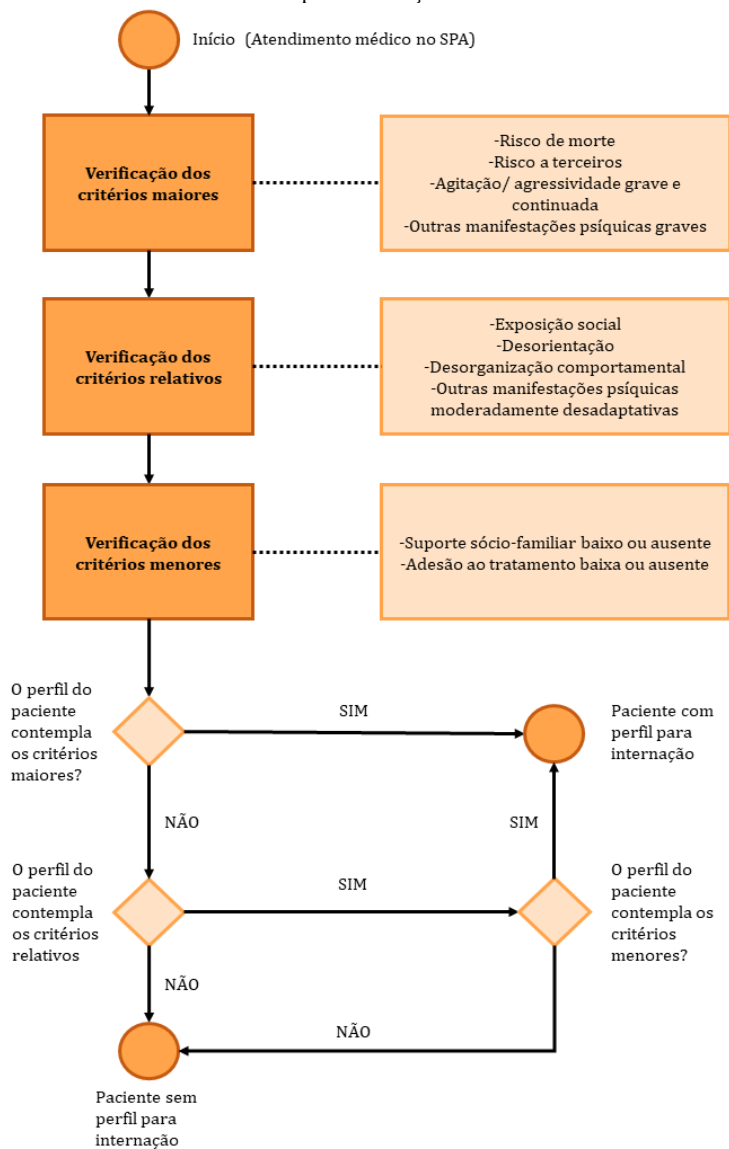 Início (Atendimento médico no SPA)
Verificação dos
critérios maiores
-Risco de morte
-Risco a terceiros
-Agitação/ agressividade grave e
continuada
-Outras manifestações psíquicas graves
Verificação dos
critérios relativos
-Exposição social
-Desorientação
-Desorganização comportamental
-Outras manifestações psíquicas
moderadamente desadaptativas
Verificação dos
critérios menores
-Suporte sócio-familiar baixo ou ausente
-Adesão ao tratamento baixa ou ausente
O perfil do
paciente
contempla
os critérios
maiores?
SIM
Paciente com
perfil para
internação
NÃO
SIM
O perfil do
paciente
contempla
os critérios
relativos
SIM
O perfil do
paciente
contempla os
critérios
menores?
NÃO
NÃO
Paciente sem
perfil para
internação